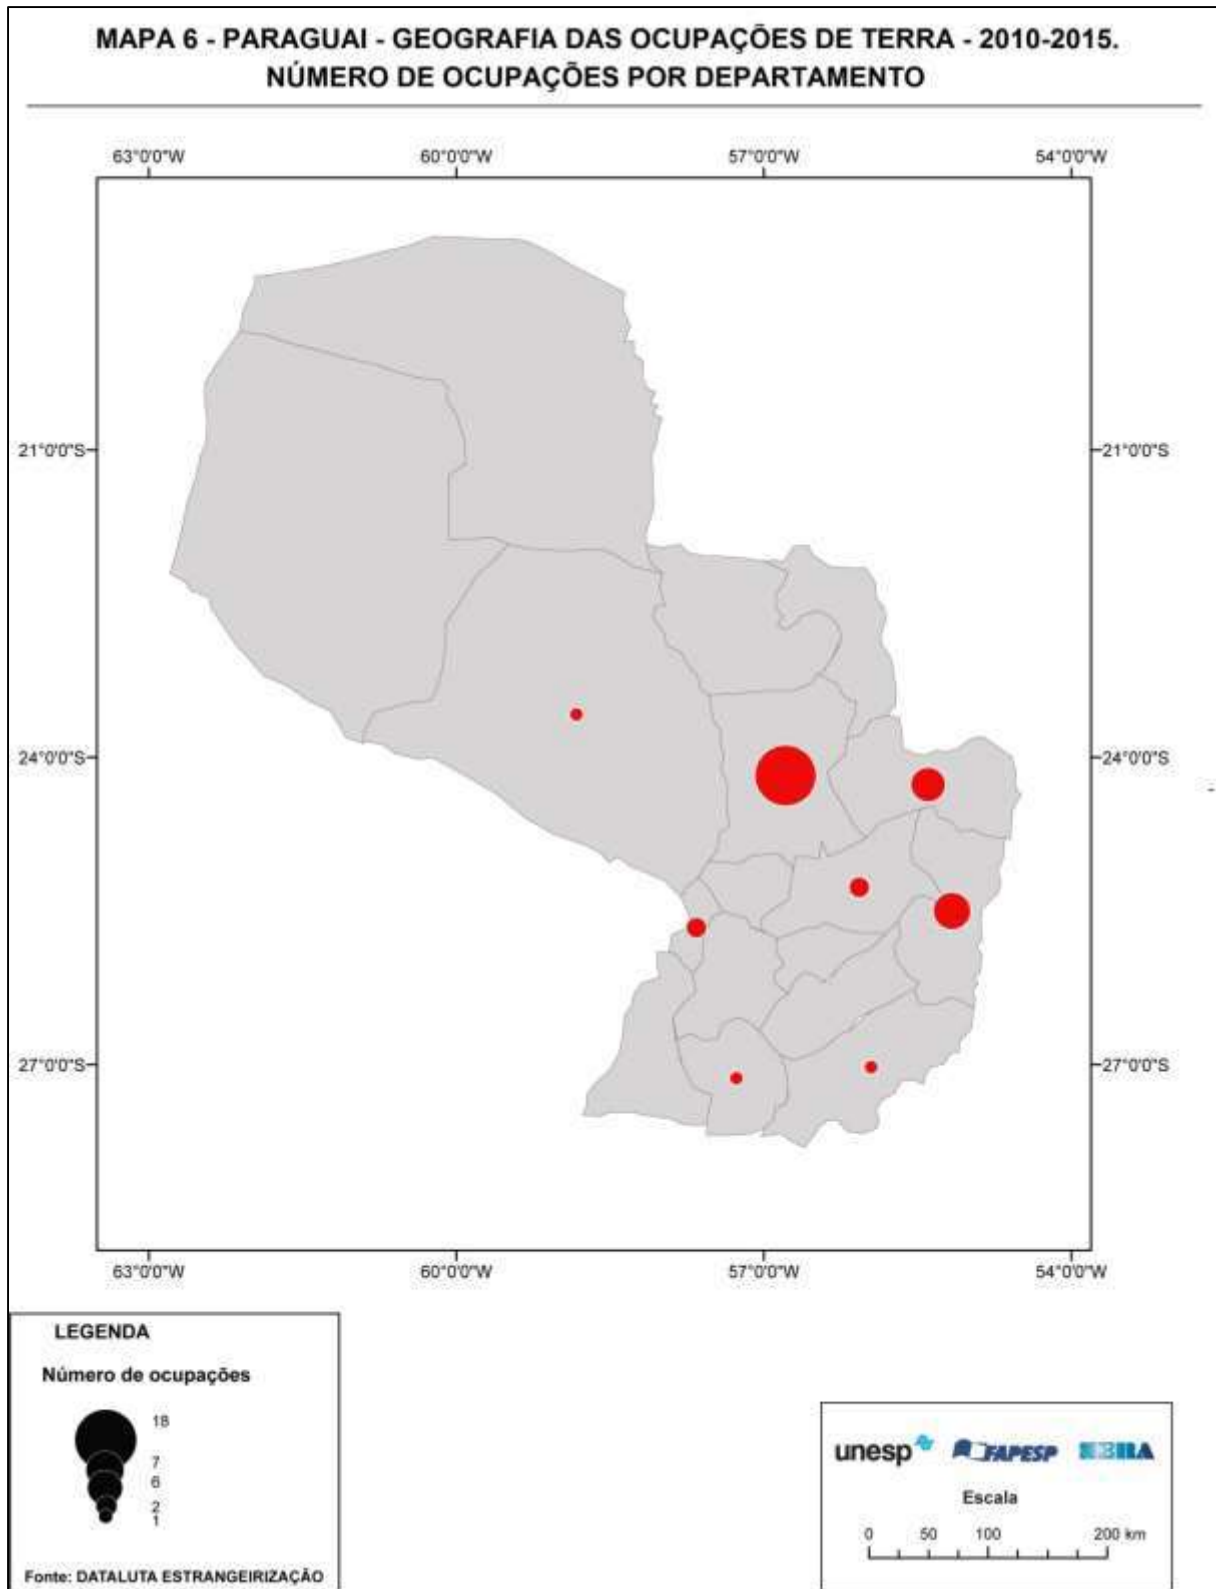 MAPA 6 - PARAGUAI - GEOGRAFIA DAS OCUPAÇÕES DE TERRA - 2010-2015.
NÚMERO DE OCUPAÇÕES POR DEPARTAMENTO
63°0'0"W 60°0'0"W 57°0'0"W 54°0'0"W
21°0'0"S 21°0'0"S
24°0'0"S 24°0'0"S
27°0'0"S 27°0'0"S
63°0'0"W 60°0'0"W 57°0'0"W 54°0'0"W
LEGENDA
Número de ocupações
18
7
6
2
1
Fonte: DATALUTA ESTRANGEIRIZAÇÃO
unesp FAPESP NERA
Escala
0 50 100 200 km